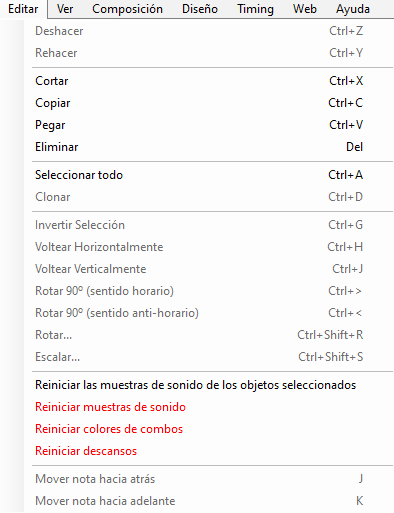 Editar Ver Composición Diseño Timing Web Ayuda
Deshacer Ctrl+Z
Rehacer Ctrl+Y
Cortar Ctrl+X
Copiar Ctrl+C
Pegar Ctrl+V
Eliminar Del
Seleccionar todo Ctrl+A
Clonar Ctrl+D
Invertir Selección Ctrl+G
Voltear Horizontalmente Ctrl+H
Voltear Verticalmente Ctrl+J
Rotar 90º (sentido horario) Ctrl+>
Rotar 90º (sentido anti-horario) Ctrl+<
Rotar... Ctrl+Shift+R
Escalar... Ctrl+Shift+S
Reiniciar las muestras de sonido de los objetos seleccionados
Reiniciar muestras de sonido
Reiniciar colores de combos
Reiniciar descansos
Mover nota hacia atrás J
Mover nota hacia adelante K